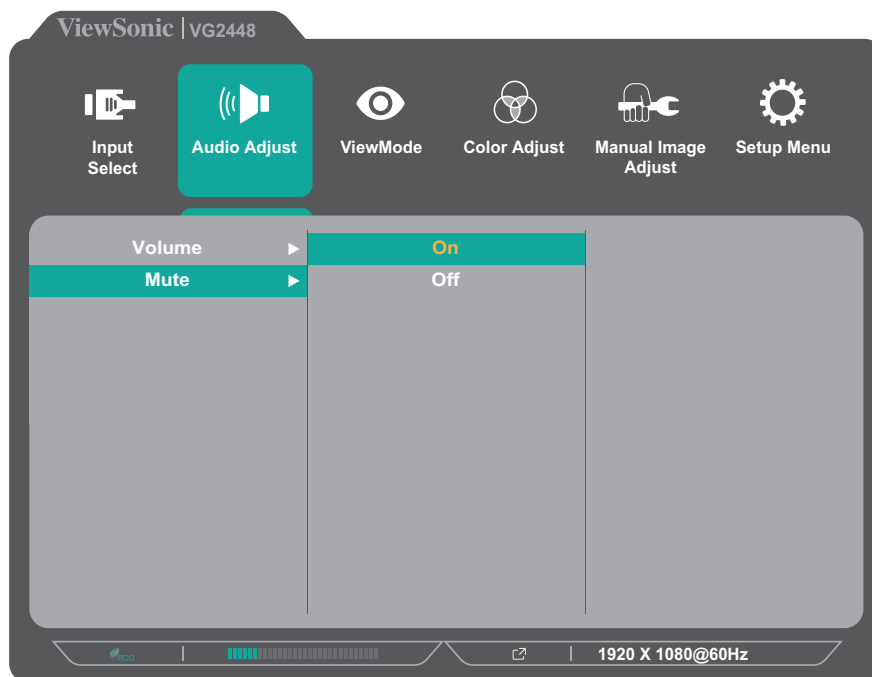 ViewSonic | VG2448
Input
Select
Audio Adjust
ViewMode
Color Adjust
Manual Image
Adjust
Setup Menu
Volume
On
Mute
Off
eco
1920 X 1080@60Hz